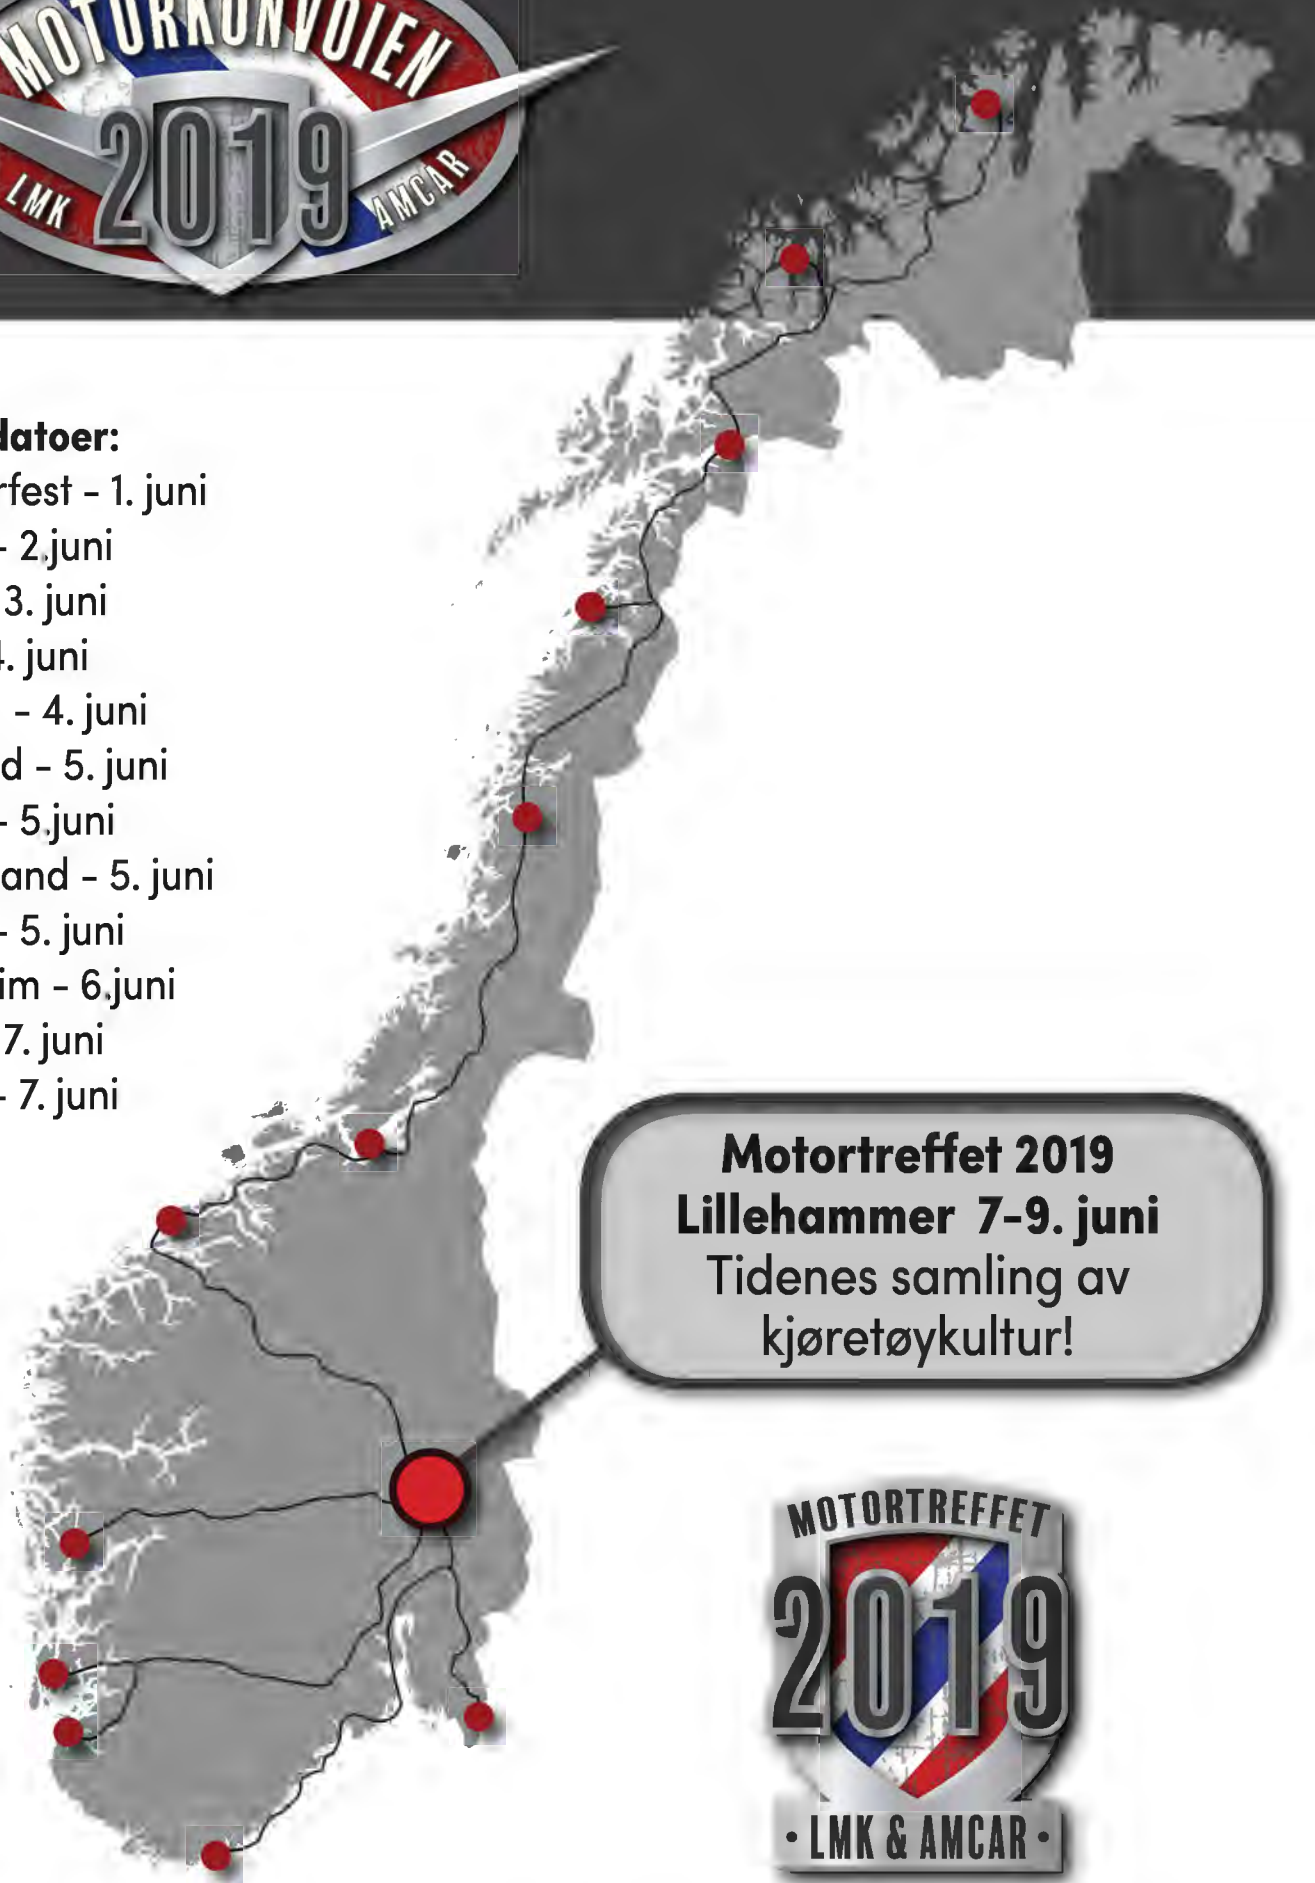 MOTORKONVOIEN
2019
LMK
AMCAR
datoer:
rfest - 1. juni
- 2.juni
3. juni
4. juni
- 4. juni
d - 5. juni
- 5.juni
and - 5. juni
- 5. juni
im - 6.juni
7. juni
- 7. juni
Motortreffet 2019
Lillehammer 7-9. juni
Tidenes samling av
kjøretøykultur!
MOTORTREFFET
2019
• LMK & AMCAR •